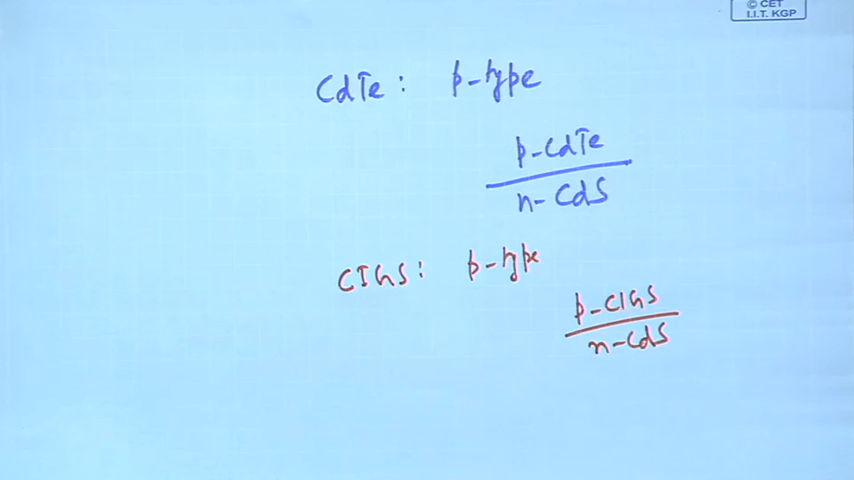 © CET
I.I.T. KGP
CdTe : p-type
p-CdTe
n-CdS
CIGS : p-type
p-CIGS
n-CdS